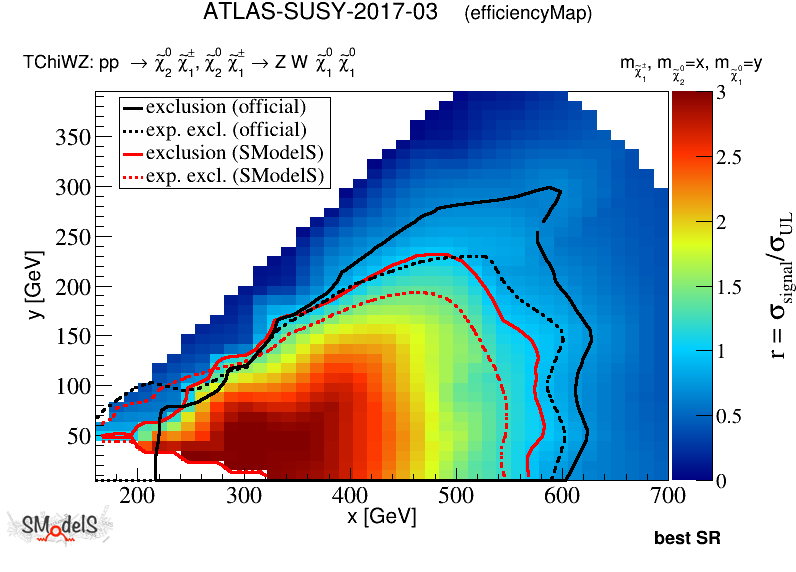 ATLAS-SUSY-2017-03 (efficiencyMap)
TChiWZ: pp → χ̃₂⁰ χ̃₁^±, χ̃₂⁰ χ̃₁^± → Z W χ̃₁⁰ χ̃₁⁰
m_χ̃₁^±, m_χ̃₂⁰=x, m_χ̃₁⁰=y
exclusion (official)
exp. excl. (official)
exclusion (SModelS)
exp. excl. (SModelS)
350
300
250
200
150
100
50
y [GeV]
200 300 400 500 600 700
x [GeV]
3
2.5
2
1.5
1
0.5
0
r = σ_signal/σ_UL
SModelS
best SR